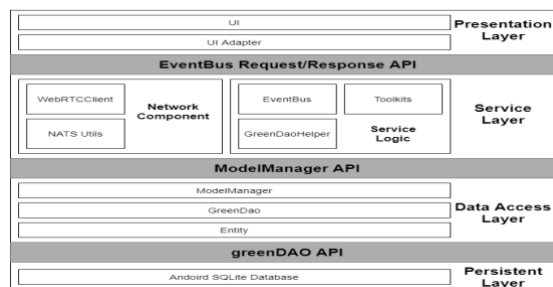 UI
UI Adapter
Presentation
Layer
EventBus Request/Response API
WebRTCClient
NATS Utils
Network
Component
EventBus
Toolkits
GreenDaoHelper
Service
Logic
Service
Layer
ModelManager API
ModelManager
GreenDao
Entity
Data Access
Layer
greenDAO API
Andoird SQLite Database
Persistent
Layer